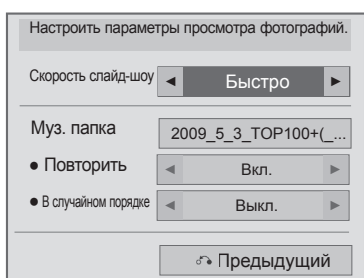 Настроить параметры просмотра фотографий.
Скорость слайд-шоу ◄ Быстро ►
Муз. папка 2009_5_3_TOP100+(_...
● Повторить ◄ Вкл. ►
● В случайном порядке ◄ Выкл. ►
Предыдущий